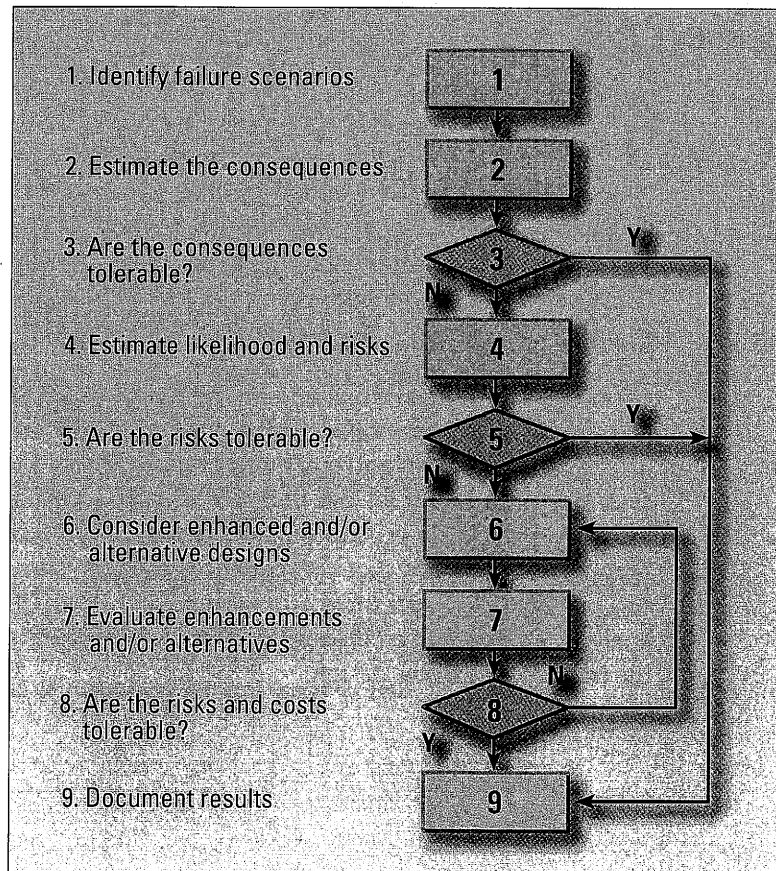 1. Identify failure scenarios
1
2. Estimate the consequences
2
3. Are the consequences
tolerable?
3
Y
N
4. Estimate likelihood and risks
4
5. Are the risks tolerable?
5
Y
N
6. Consider enhanced and/or
alternative designs
6
7. Evaluate enhancements
and/or alternatives
7
N
8. Are the risks and costs
tolerable?
8
Y
9. Document results
9